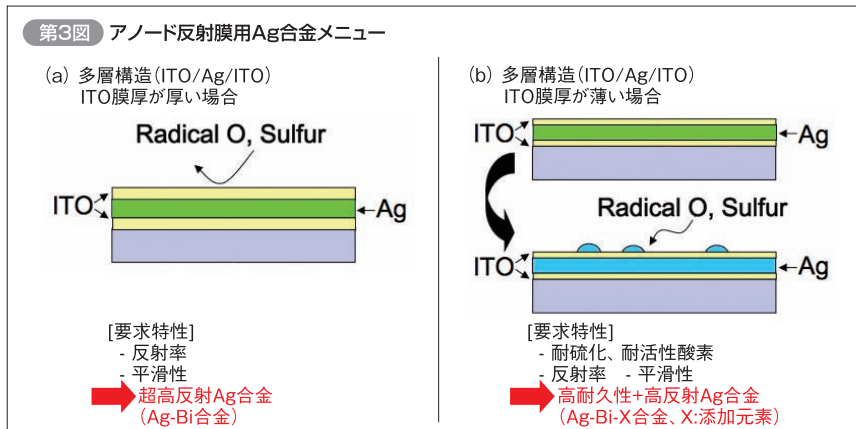 第3図 アノード反射膜用Ag合金メニュー
(a) 多層構造(ITO/Ag/ITO)
ITO膜厚が厚い場合
Radical O, Sulfur
ITO
Ag
[要求特性]
- 反射率
- 平滑性
超高反射Ag合金
(Ag-Bi合金)
(b) 多層構造(ITO/Ag/ITO)
ITO膜厚が薄い場合
ITO
Ag
Radical O, Sulfur
ITO
Ag
[要求特性]
- 耐硫化、耐活性酸素
- 反射率 - 平滑性
高耐久性+高反射Ag合金
(Ag-Bi-X合金、X:添加元素)